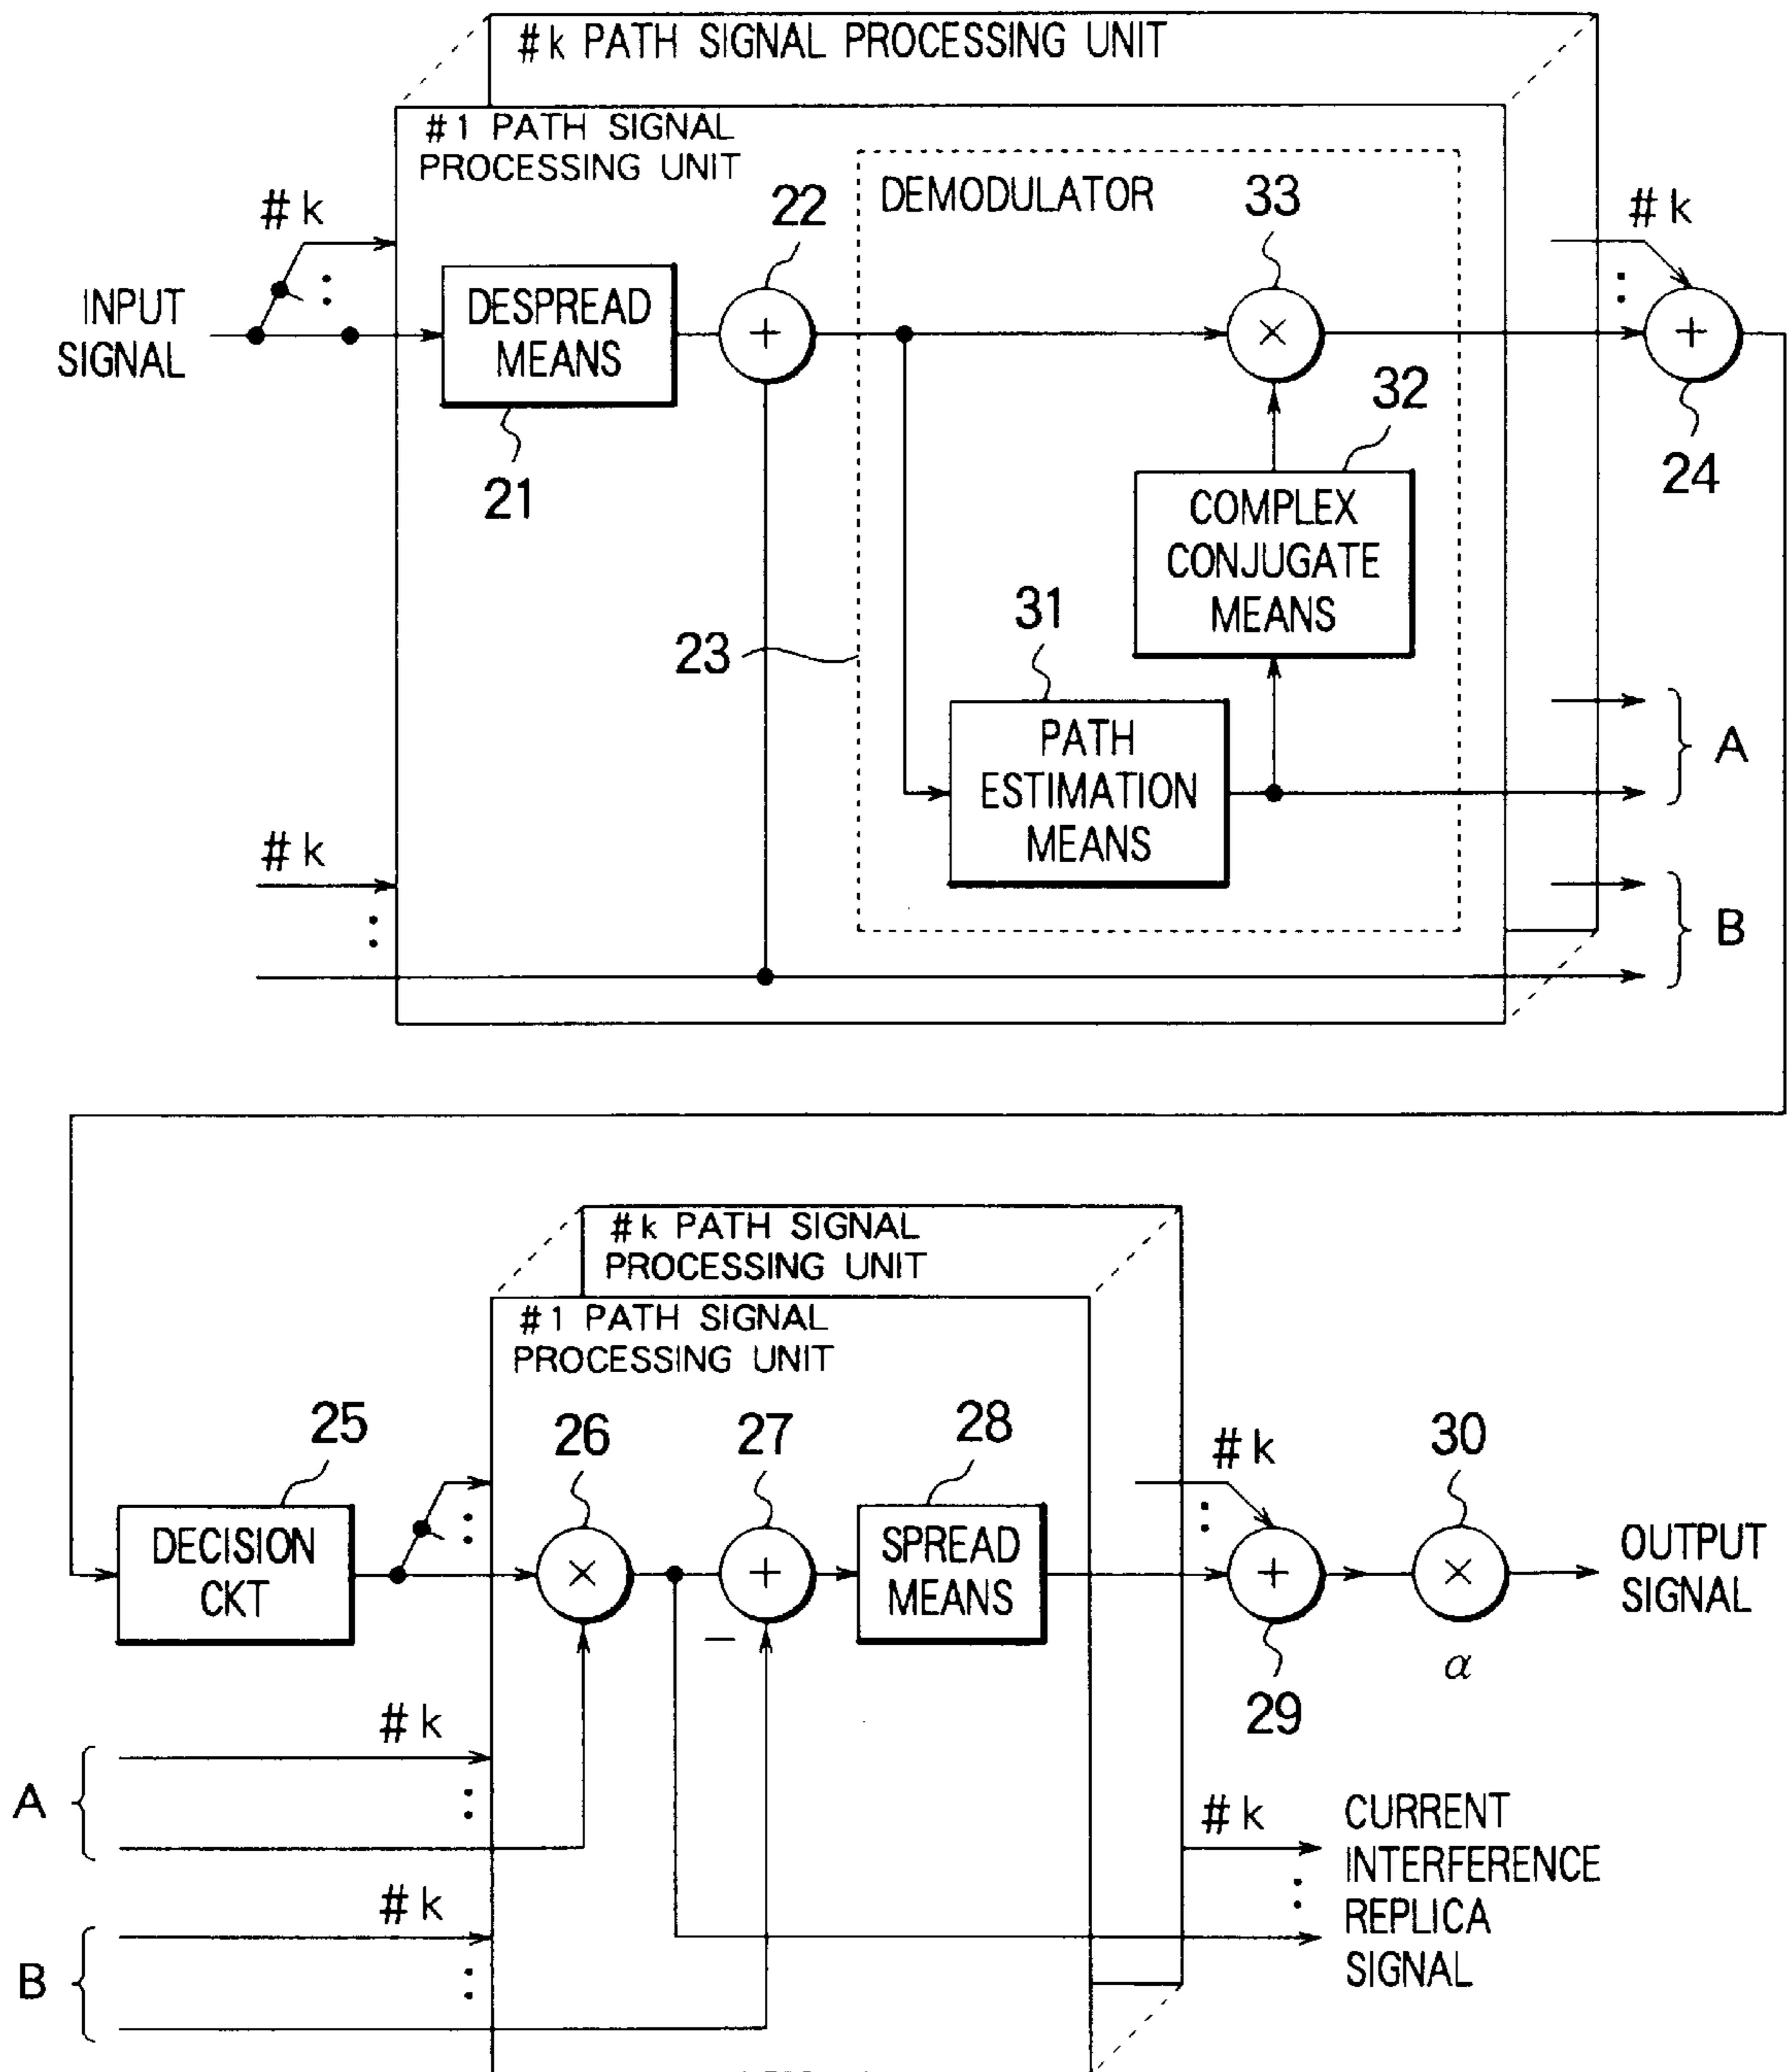 #k PATH SIGNAL PROCESSING UNIT
#1 PATH SIGNAL
PROCESSING UNIT
#k
:
INPUT
SIGNAL
DESPREAD
MEANS
21
22
+
DEMODULATOR
33
×
32
COMPLEX
CONJUGATE
MEANS
23
31
PATH
ESTIMATION
MEANS
#k
:
+
24
A
B
#k
:
#k PATH SIGNAL
PROCESSING UNIT
#1 PATH SIGNAL
PROCESSING UNIT
25
DECISION
CKT
:
26
×
27
+
−
28
SPREAD
MEANS
#k
:
+
29
30
×
α
OUTPUT
SIGNAL
A
#k
:
B
#k
:
#k
:
CURRENT
INTERFERENCE
REPLICA
SIGNAL